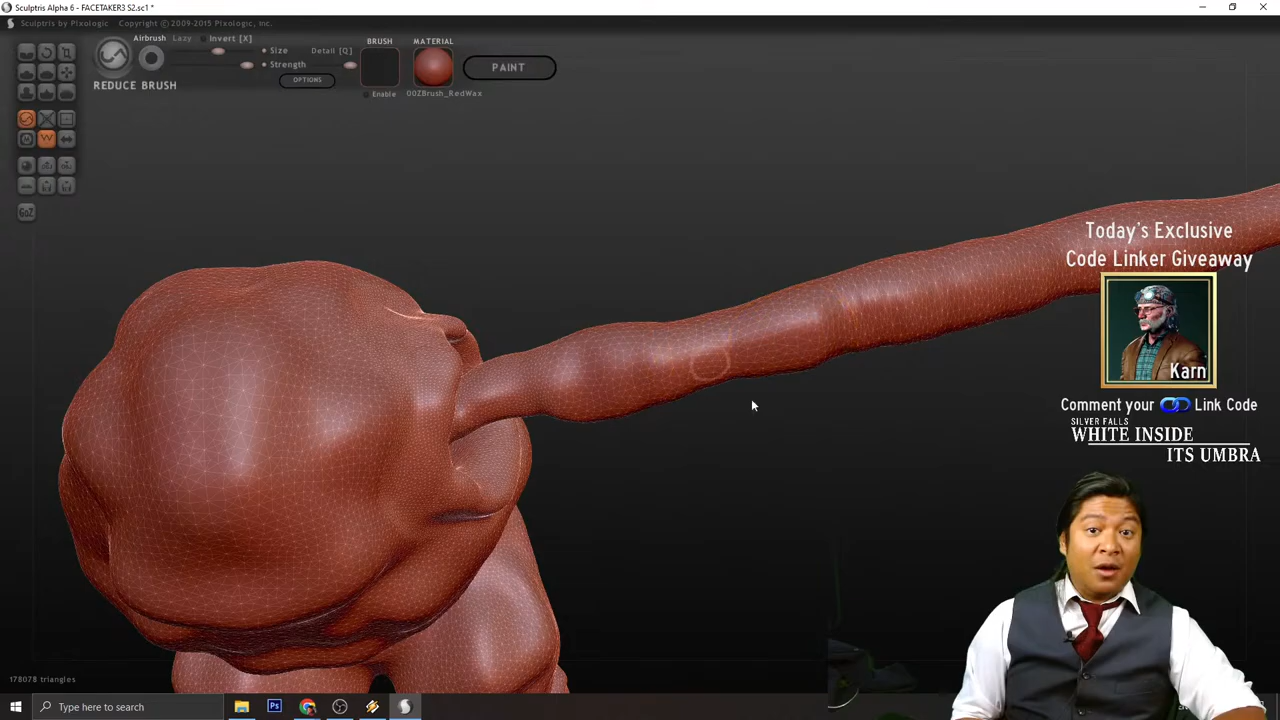 Sculptris Alpha 6 - FACETAKER3 S2.sc1 *
Sculptris by Pixologic Copyright © 2009-2015 Pixologic, Inc.
Airbrush Lazy Invert [X]
Size Detail [Q]
Strength
OPTIONS
REDUCE BRUSH
BRUSH
Enable
MATERIAL
00ZBrush_RedWax
PAINT
GoZ
Today's Exclusive
Code Linker Giveaway
Karn
Comment your Link Code
SILVER FALLS
WHITE INSIDE
ITS UMBRA
178078 triangles
Type here to search